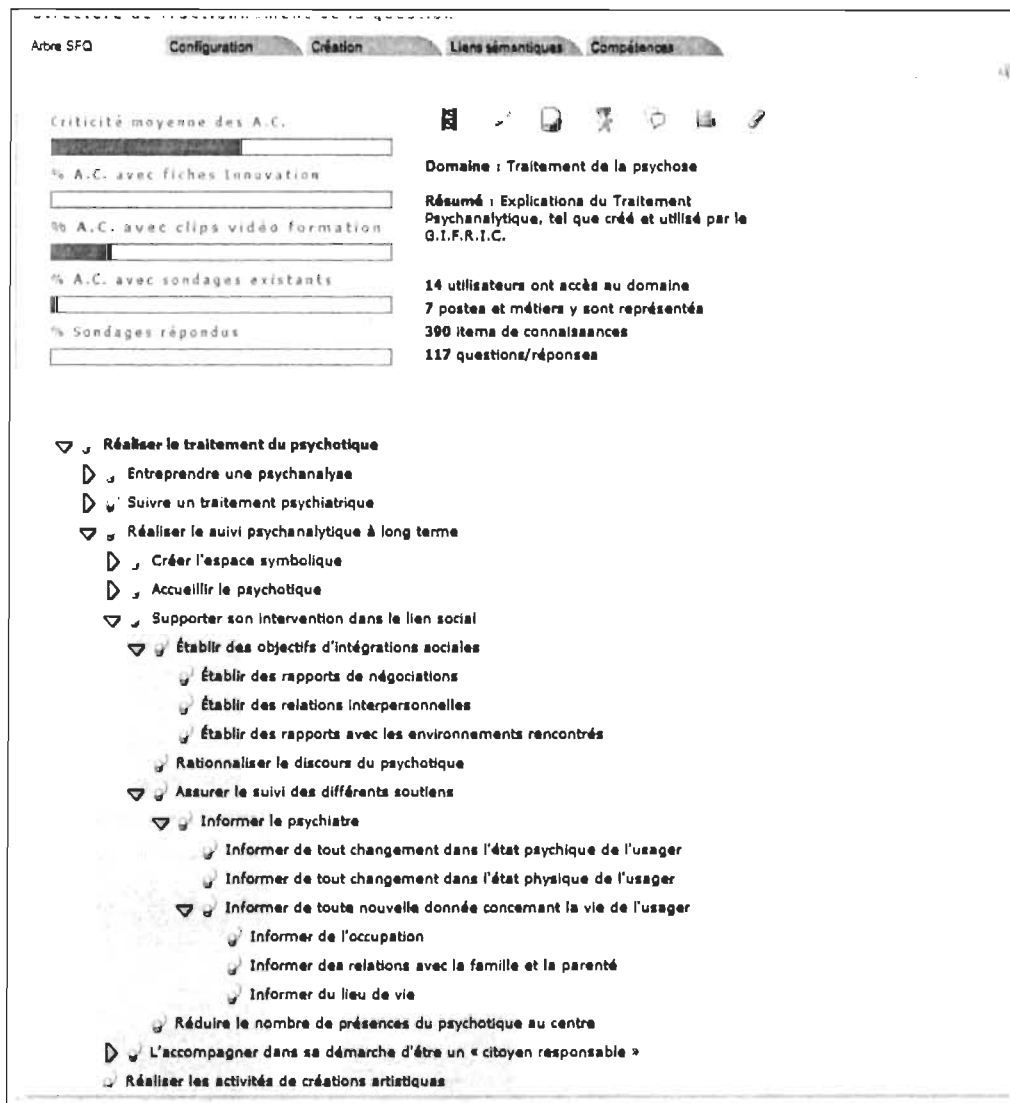 Arbre SFQ Configuration Création Liens sémantiques Compétences
Criticité moyenne des A.C.
% A.C. avec fiches Innovation
% A.C. avec clips vidéo formation
% A.C. avec sondages existants
% Sondages répondus
Domaine : Traitement de la psychose
Résumé : Explications du Traitement
Psychanalytique, tel que créé et utilisé par le
G.I.F.R.I.C.
14 utilisateurs ont accès au domaine
7 postes et métiers y sont représentés
390 items de connaissances
117 questions/réponses
Réaliser le traitement du psychotique
Entreprendre une psychanalyse
Suivre un traitement psychiatrique
Réaliser le suivi psychanalytique à long terme
Créer l'espace symbolique
Accueillir le psychotique
Supporter son intervention dans le lien social
Établir des objectifs d'intégrations sociales
Établir des rapports de négociations
Établir des relations interpersonnelles
Établir des rapports avec les environnements rencontrés
Rationnaliser le discours du psychotique
Assurer le suivi des différents soutiens
Informer le psychiatre
Informer de tout changement dans l'état psychique de l'usager
Informer de tout changement dans l'état physique de l'usager
Informer de toute nouvelle donnée concernant la vie de l'usager
Informer de l'occupation
Informer des relations avec la famille et la parenté
Informer du lieu de vie
Réduire le nombre de présences du psychotique au centre
L'accompagner dans sa démarche d'être un « citoyen responsable »
Réaliser les activités de créations artistiques